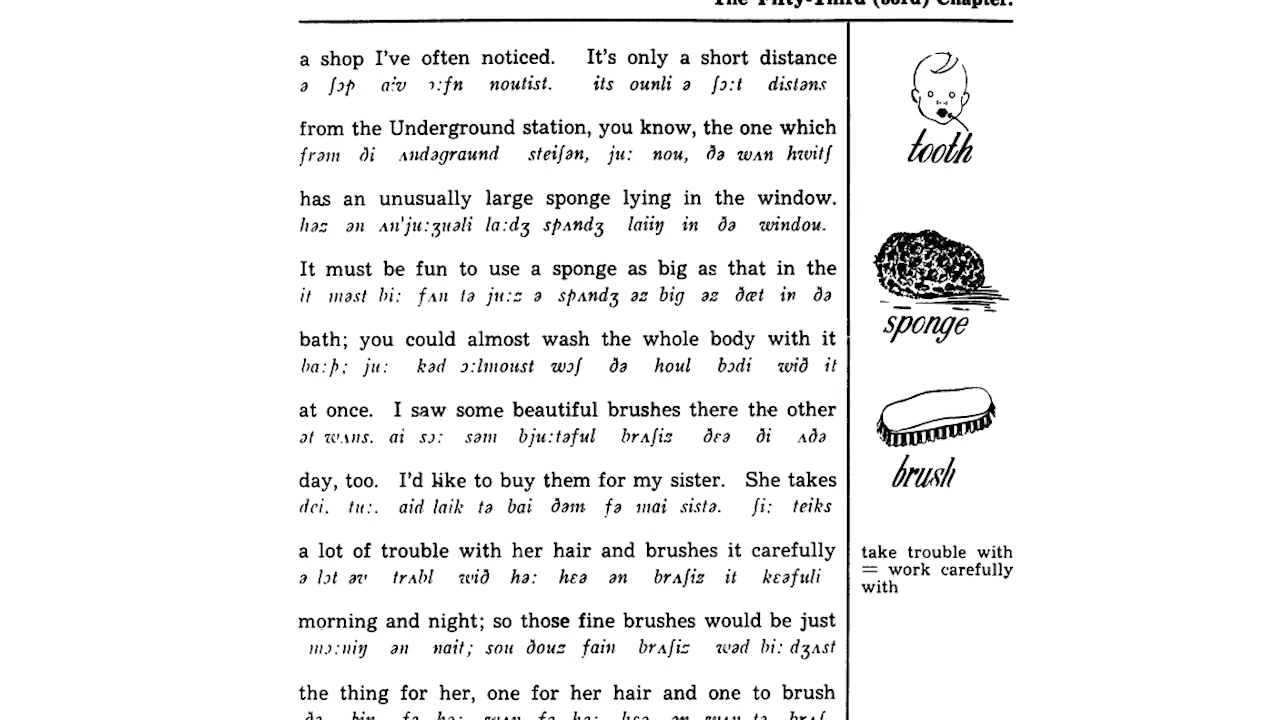 The Fifty-Third (53rd) Chapter.
a shop I've often noticed. It's only a short distance
ə ʃɔp a:iv ɔ:fn noutist. its ounli ə ʃɔ:t distəns
from the Underground station, you know, the one which
frəm ði ʌndəgraund steiʃən, ju: nou, ðə wʌn hwitʃ
has an unusually large sponge lying in the window.
həz ən ʌn'ju:ʒuəli la:dʒ spʌndʒ laiiŋ in ðə windou.
It must be fun to use a sponge as big as that in the
it məst bi: fʌn tə ju:z ə spʌndʒ əz big əz ðæt in ðə
bath; you could almost wash the whole body with it
ba:þ; ju: kəd ɔ:lmoust wɔʃ ðə houl bɔdi wið it
at once. I saw some beautiful brushes there the other
ət wʌns. ai sɔ: səm bju:təful brʌʃiz ðɛə ði ʌðə
day, too. I'd like to buy them for my sister. She takes
dei, tu:. aid laik tə bai ðəm fə mai sistə. ʃi: teiks
a lot of trouble with her hair and brushes it carefully
ə lɔt əv trʌbl wið hə: hɛə ən brʌʃiz it kɛəfuli
morning and night; so those fine brushes would be just
mɔ:niŋ ən nait; sou ðouz fain brʌʃiz wəd bi: dʒʌst
the thing for her, one for her hair and one to brush
tooth
sponge
brush
take trouble with
= work carefully
with